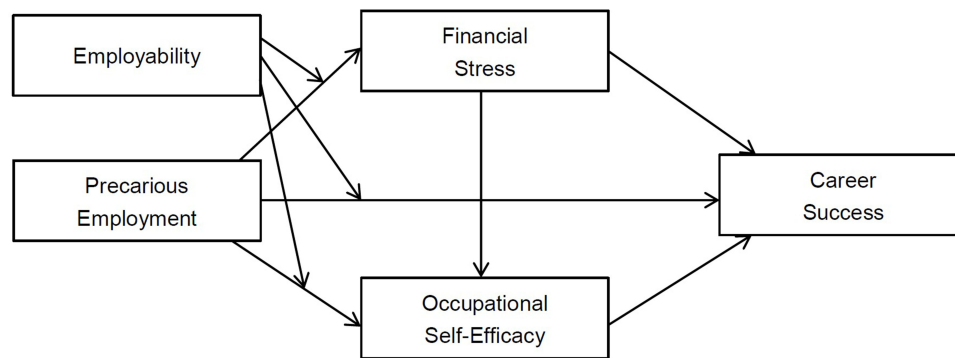 Employability
Financial
Stress
Precarious
Employment
Career
Success
Occupational
Self-Efficacy